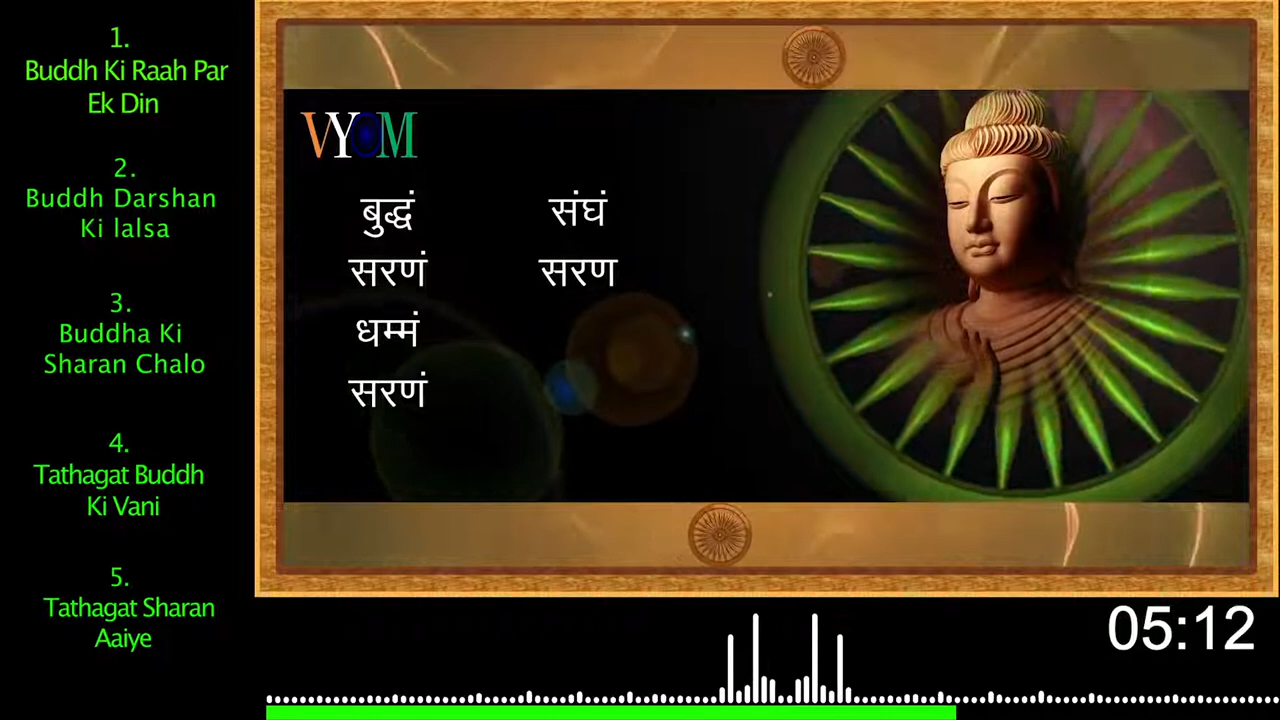 1.
Buddh Ki Raah Par
Ek Din
2.
Buddh Darshan
Ki lalsa
3.
Buddha Ki
Sharan Chalo
4.
Tathagat Buddh
Ki Vani
5.
Tathagat Sharan
Aaiye
VYOM
बुद्धं
सरणं
धम्मं
सरणं
संघं
सरण
05:12